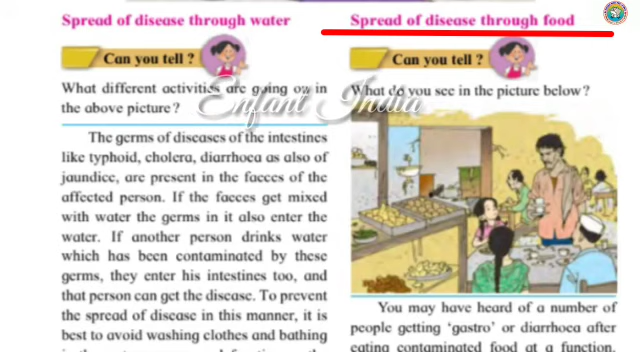 Spread of disease through water
Can you tell ?
What different activities are going on in
the above picture ?
The germs of diseases of the intestines
like typhoid, cholera, diarrhoea as also of
jaundice, are present in the faeces of the
affected person. If the faeces get mixed
with water the germs in it also enter the
water. If another person drinks water
which has been contaminated by these
germs, they enter his intestines too, and
that person can get the disease. To prevent
the spread of disease in this manner, it is
best to avoid washing clothes and bathing
Spread of disease through food
Can you tell ?
What do you see in the picture below?
You may have heard of a number of
people getting ‘gastro’ or diarrhoea after
eating contaminated food at a function.
Enfant India